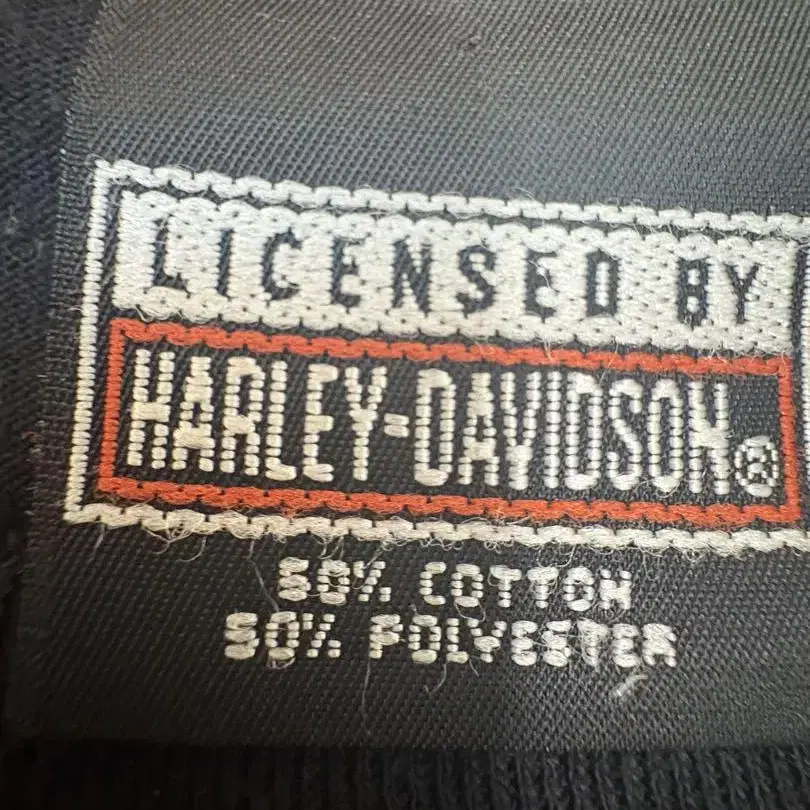 LICENSED BY
HARLEY-DAVIDSON®
50% COTTON
50% POLYESTER